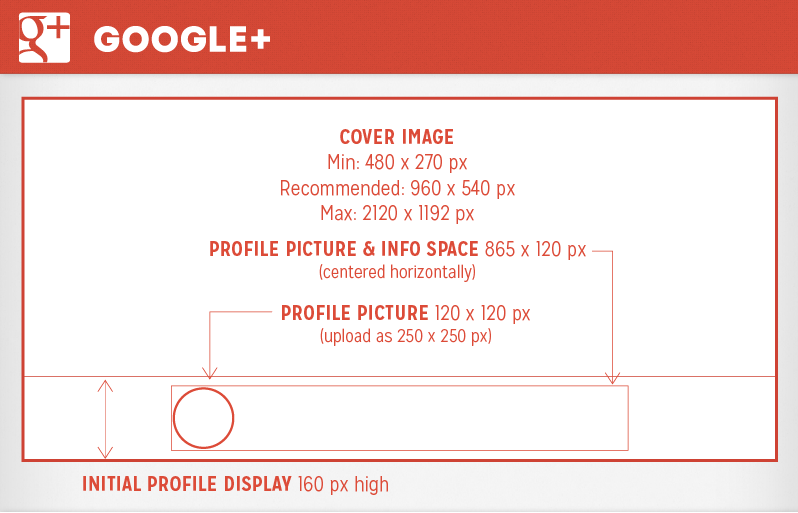 g+ GOOGLE+
COVER IMAGE
Min: 480 x 270 px
Recommended: 960 x 540 px
Max: 2120 x 1192 px
PROFILE PICTURE & INFO SPACE 865 x 120 px
(centered horizontally)
PROFILE PICTURE 120 x 120 px
(upload as 250 x 250 px)
INITIAL PROFILE DISPLAY 160 px high